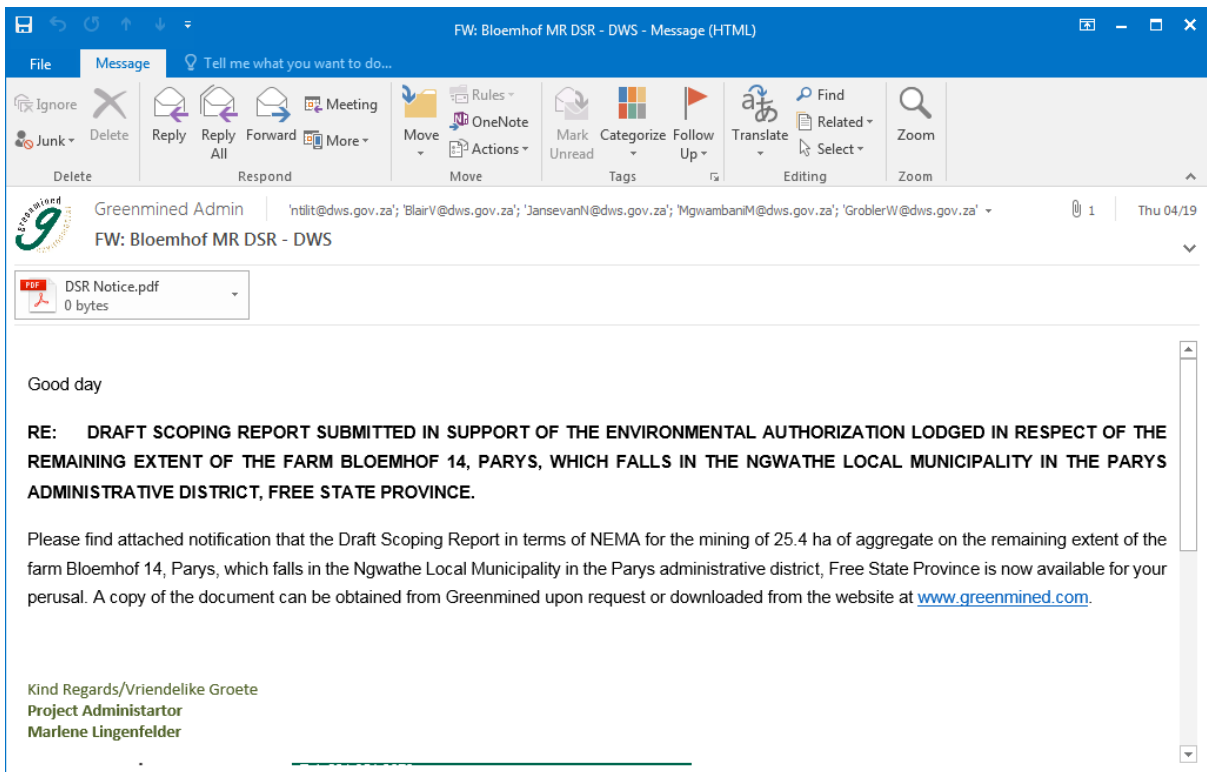 FW: Bloemhof MR DSR - DWS - Message (HTML)
File Message Tell me what you want to do...
Ignore
Junk
Delete
Reply
Reply All
Forward
Meeting
More
Move
Rules
OneNote
Actions
Mark Unread
Categorize
Follow Up
Translate
Find
Related
Select
Zoom
Delete Respond Move Tags Editing Zoom
Greenmined
Greenmined Admin 'ntilit@dws.gov.za'; 'BlairV@dws.gov.za'; 'JansevanN@dws.gov.za'; 'MgwambaniM@dws.gov.za'; 'GroblerW@dws.gov.za' 1 Thu 04/19
FW: Bloemhof MR DSR - DWS
PDF
DSR Notice.pdf
0 bytes
Good day
RE: DRAFT SCOPING REPORT SUBMITTED IN SUPPORT OF THE ENVIRONMENTAL AUTHORIZATION LODGED IN RESPECT OF THE
REMAINING EXTENT OF THE FARM BLOEMHOF 14, PARYS, WHICH FALLS IN THE NGWATHE LOCAL MUNICIPALITY IN THE PARYS
ADMINISTRATIVE DISTRICT, FREE STATE PROVINCE.
Please find attached notification that the Draft Scoping Report in terms of NEMA for the mining of 25.4 ha of aggregate on the remaining extent of the
farm Bloemhof 14, Parys, which falls in the Ngwathe Local Municipality in the Parys administrative district, Free State Province is now available for your
perusal. A copy of the document can be obtained from Greenmined upon request or downloaded from the website at www.greenmined.com.
Kind Regards/Vriendelike Groete
Project Administartor
Marlene Lingenfelder